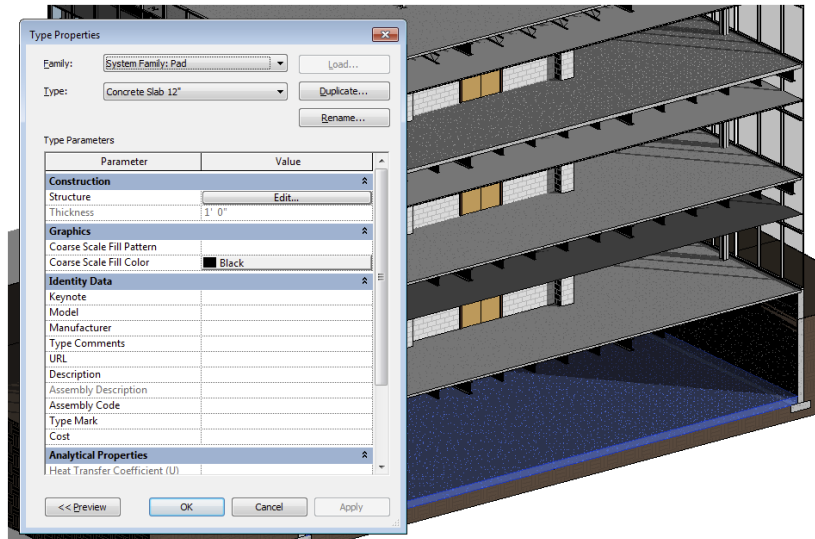 Type Properties
Family: System Family: Pad Load...
Type: Concrete Slab 12" Duplicate...
Rename...
Type Parameters
Parameter Value
Construction
Structure Edit...
Thickness 1' 0"
Graphics
Coarse Scale Fill Pattern
Coarse Scale Fill Color Black
Identity Data
Keynote
Model
Manufacturer
Type Comments
URL
Description
Assembly Description
Assembly Code
Type Mark
Cost
Analytical Properties
Heat Transfer Coefficient (U)
<< Preview OK Cancel Apply